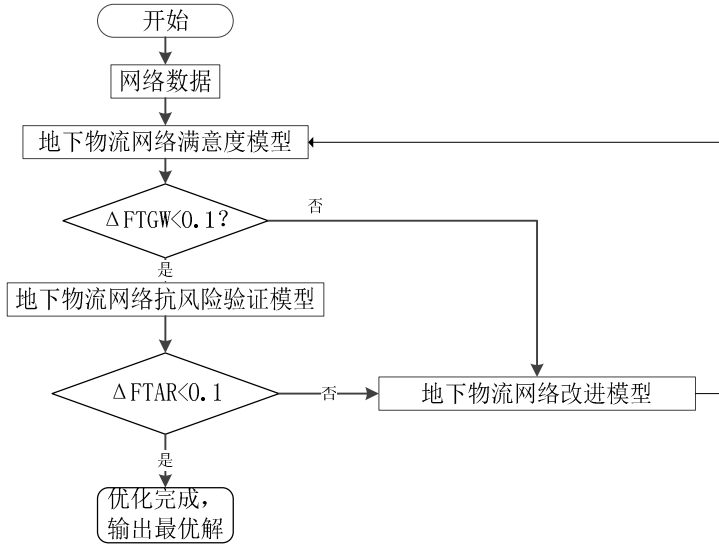 开始
网络数据
地下物流网络满意度模型
ΔFTGW<0.1?
否
是
地下物流网络抗风险验证模型
ΔFTAR<0.1
否
地下物流网络改进模型
是
优化完成，
输出最优解